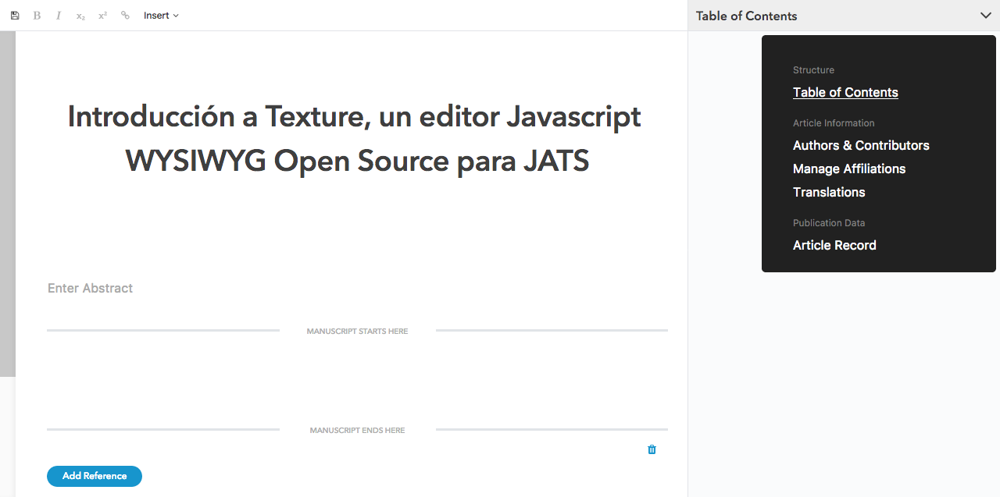 B I x₂ x² Insert
Table of Contents
Introducción a Texture, un editor Javascript
WYSIWYG Open Source para JATS
Enter Abstract
MANUSCRIPT STARTS HERE
MANUSCRIPT ENDS HERE
Add Reference
Structure
Table of Contents
Article Information
Authors & Contributors
Manage Affiliations
Translations
Publication Data
Article Record